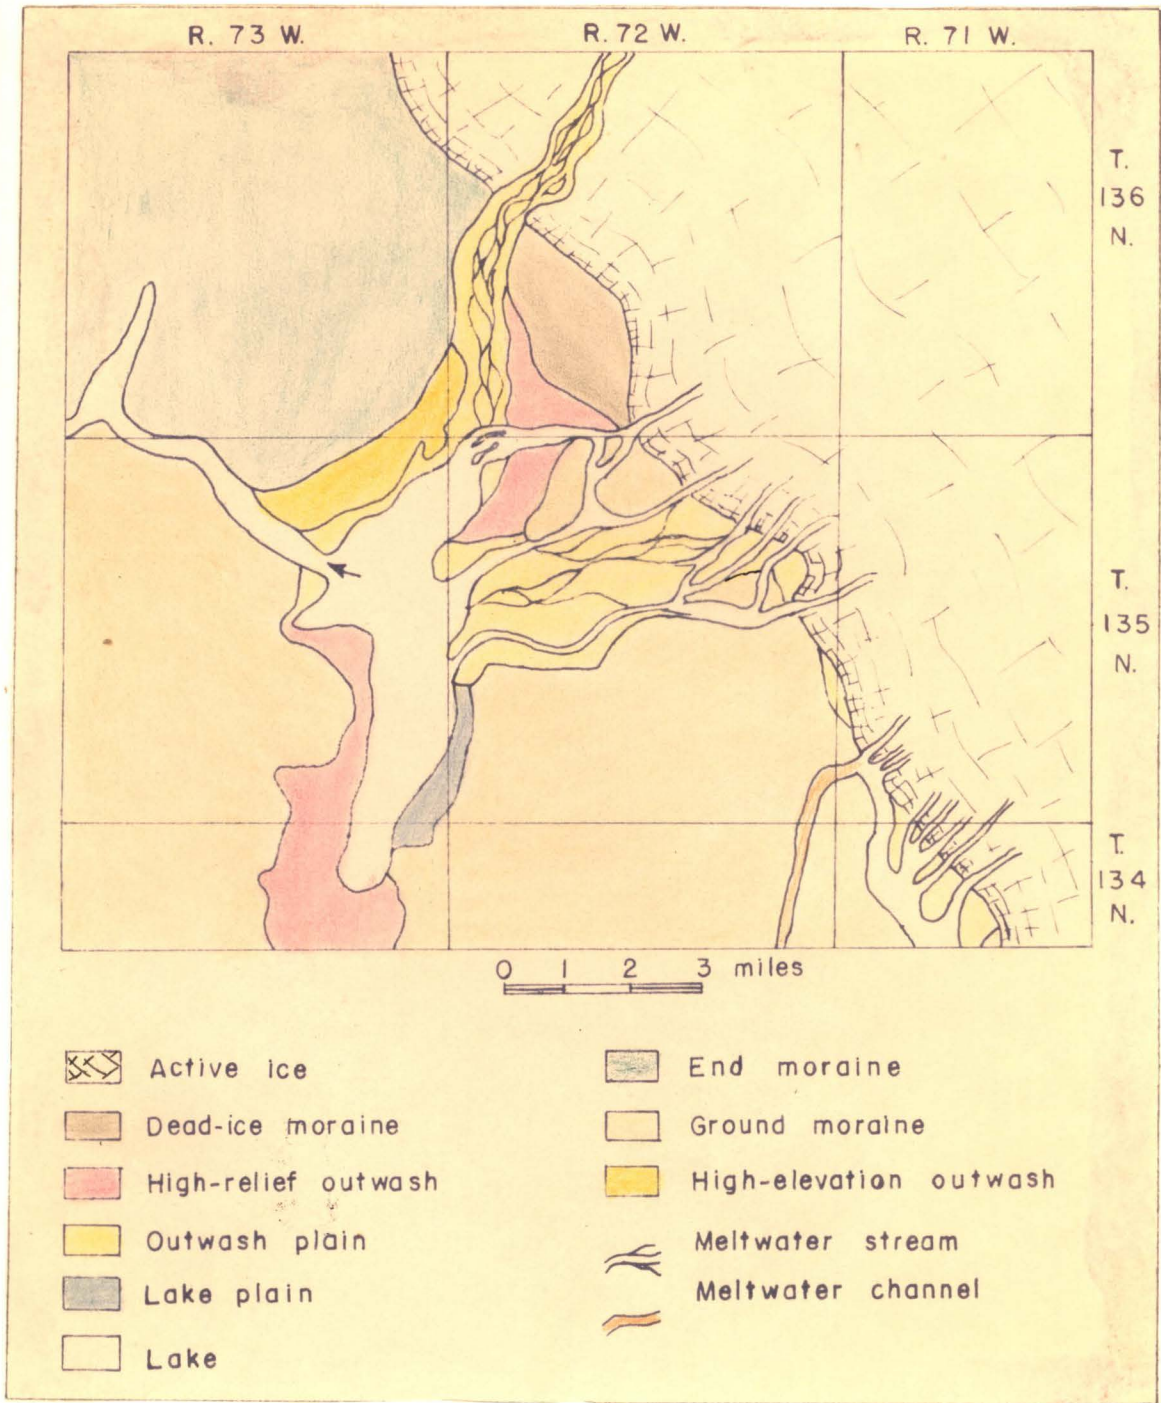 R. 73 W. R. 72 W. R. 71 W.
T.
136
N.
T.
135
N.
T.
134
N.
0 1 2 3 miles
Active ice
Dead-ice moraine
High-relief outwash
Outwash plain
Lake plain
Lake
End moraine
Ground moraine
High-elevation outwash
Meltwater stream
Meltwater channel